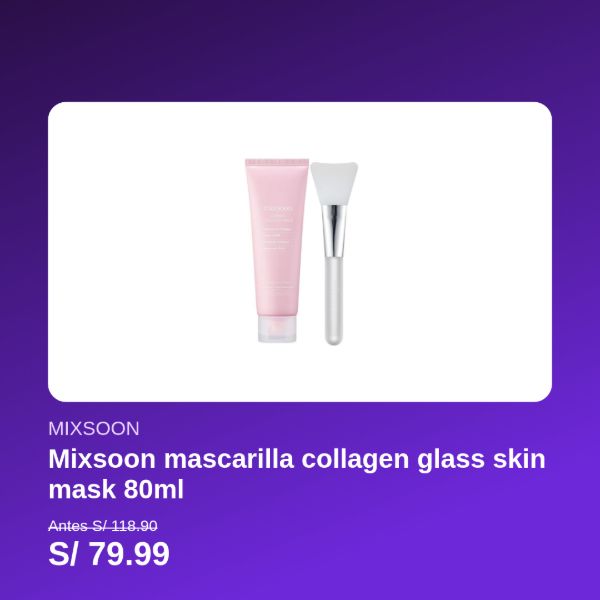 MIXSOON
Mixsoon mascarilla collagen glass skin
mask 80ml
Antes S/ 118.90
S/ 79.99